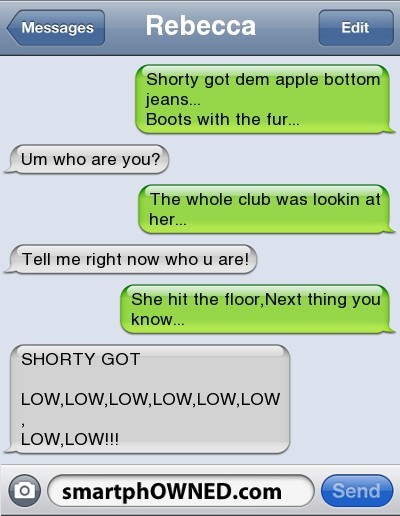 Messages
Rebecca
Edit
Shorty got dem apple bottom
jeans...
Boots with the fur...
Um who are you?
The whole club was lookin at
her...
Tell me right now who u are!
She hit the floor,Next thing you
know...
SHORTY GOT
LOW,LOW,LOW,LOW,LOW,LOW
,
LOW,LOW!!!
smartphOWNED.com
Send